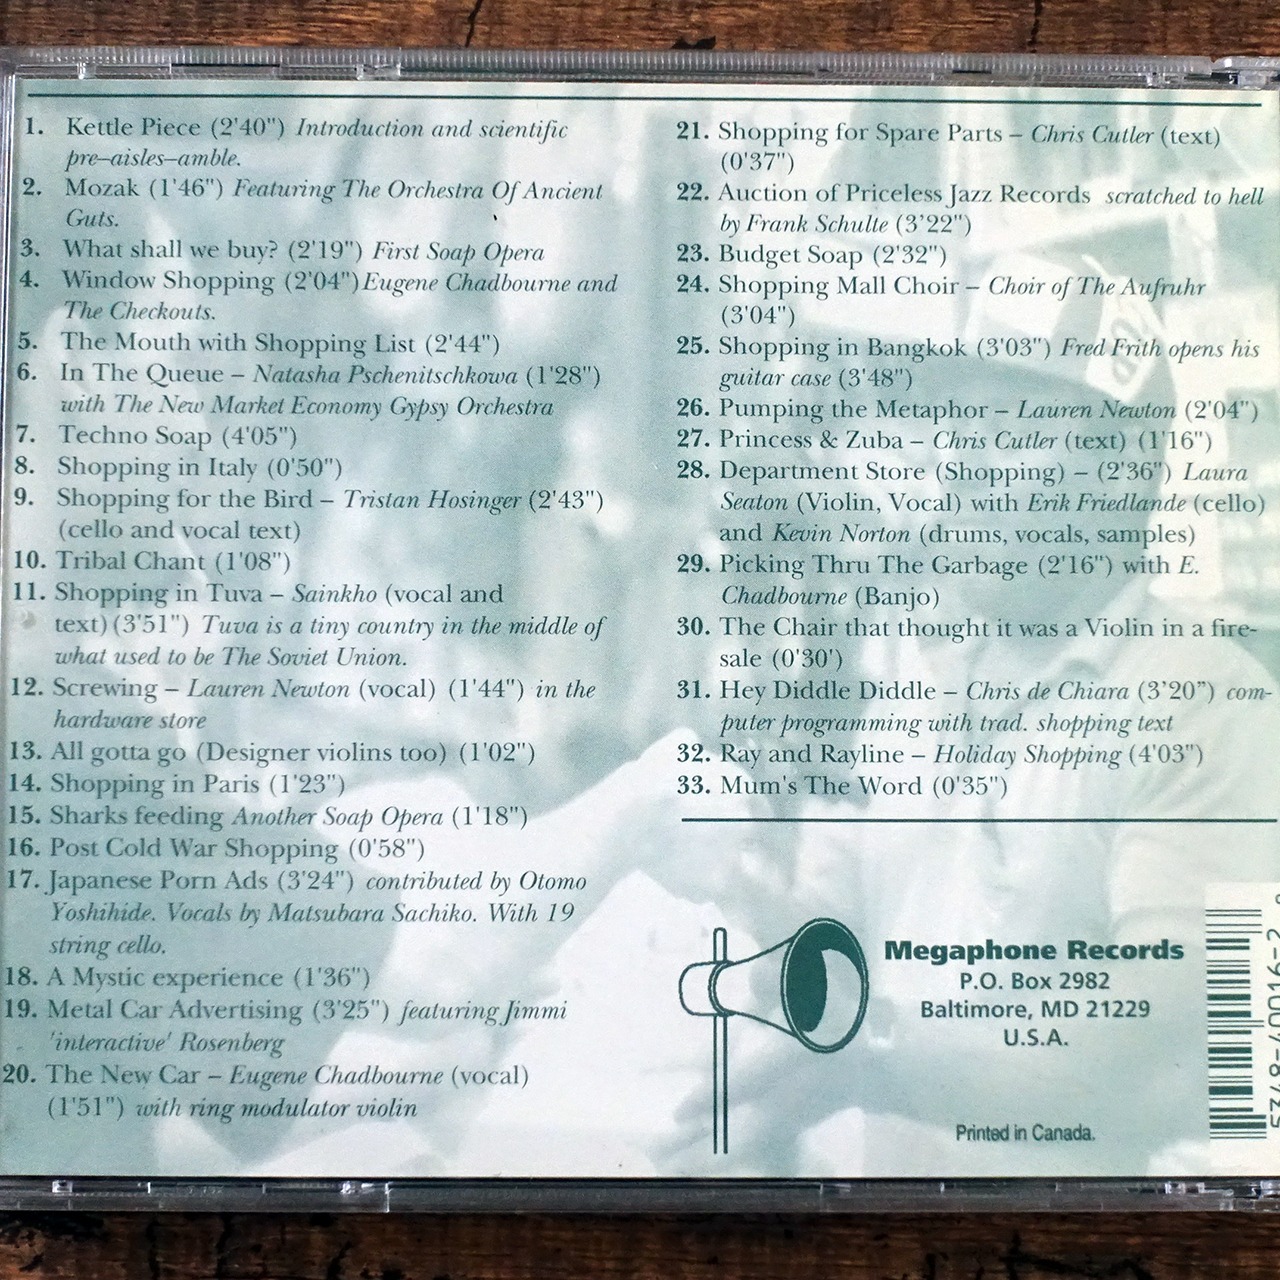 1. Kettle Piece (2'40") Introduction and scientific
pre–aisles–amble.
2. Mozak (1'46") Featuring The Orchestra Of Ancient
Guts.
3. What shall we buy? (2'19") First Soap Opera
4. Window Shopping (2'04")Eugene Chadbourne and
The Checkouts.
5. The Mouth with Shopping List (2'44")
6. In The Queue – Natasha Pschenitschkowa (1'28")
with The New Market Economy Gypsy Orchestra
7. Techno Soap (4'05")
8. Shopping in Italy (0'50")
9. Shopping for the Bird – Tristan Hosinger (2'43")
(cello and vocal text)
10. Tribal Chant (1'08")
11. Shopping in Tuva – Sainkho (vocal and
text) (3'51") Tuva is a tiny country in the middle of
what used to be The Soviet Union.
12. Screwing – Lauren Newton (vocal) (1'44") in the
hardware store
13. All gotta go (Designer violins too) (1'02")
14. Shopping in Paris (1'23")
15. Sharks feeding Another Soap Opera (1'18")
16. Post Cold War Shopping (0'58")
17. Japanese Porn Ads (3'24") contributed by Otomo
Yoshihide. Vocals by Matsubara Sachiko. With 19
string cello.
18. A Mystic experience (1'36")
19. Metal Car Advertising (3'25") featuring Jimmi
'interactive' Rosenberg
20. The New Car – Eugene Chadbourne (vocal)
(1'51") with ring modulator violin
21. Shopping for Spare Parts – Chris Cutler (text)
(0'37")
22. Auction of Priceless Jazz Records scratched to hell
by Frank Schulte (3’22")
23. Budget Soap (2'32")
24. Shopping Mall Choir – Choir of The Aufruhr
(3'04")
25. Shopping in Bangkok (3'03") Fred Frith opens his
guitar case (3'48")
26. Pumping the Metaphor – Lauren Newton (2'04")
27. Princess & Zuba – Chris Cutler (text) (1'16")
28. Department Store (Shopping) – (2'36") Laura
Seaton (Violin, Vocal) with Erik Friedlande (cello)
and Kevin Norton (drums, vocals, samples)
29. Picking Thru The Garbage (2'16") with E.
Chadbourne (Banjo)
30. The Chair that thought it was a Violin in a fire-
sale (0'30')
31. Hey Diddle Diddle – Chris de Chiara (3’20”) com-
puter programming with trad. shopping text
32. Ray and Rayline – Holiday Shopping (4'03")
33. Mum's The Word (0'35")
Megaphone Records
P.O. Box 2982
Baltimore, MD 21229
U.S.A.
Printed in Canada.